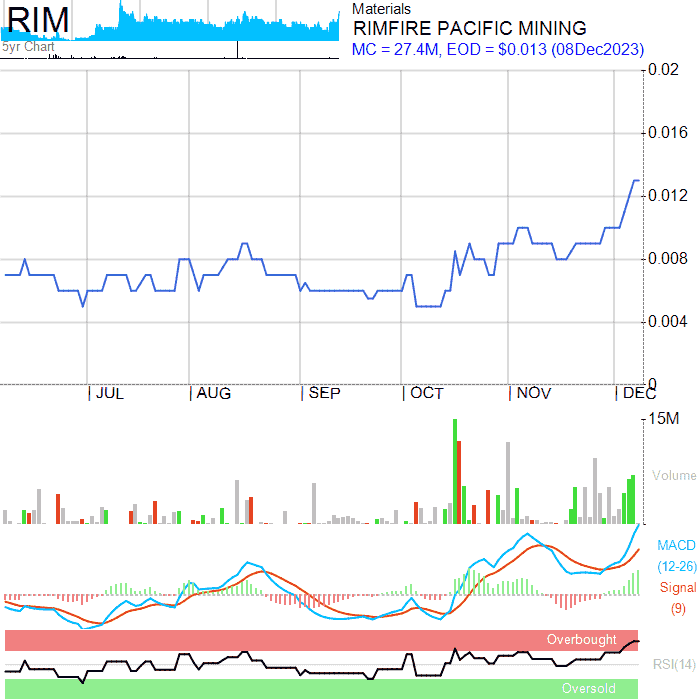 RIM
Materials
RIMFIRE PACIFIC MINING
MC = 27.4M, EOD = $0.013 (08Dec2023)
5yr Chart
0.02
0.016
0.012
0.008
0.004
0
JUL AUG SEP OCT NOV DEC
15M
Volume
MACD
(12-26)
Signal
(9)
Overbought
RSI(14)
Oversold